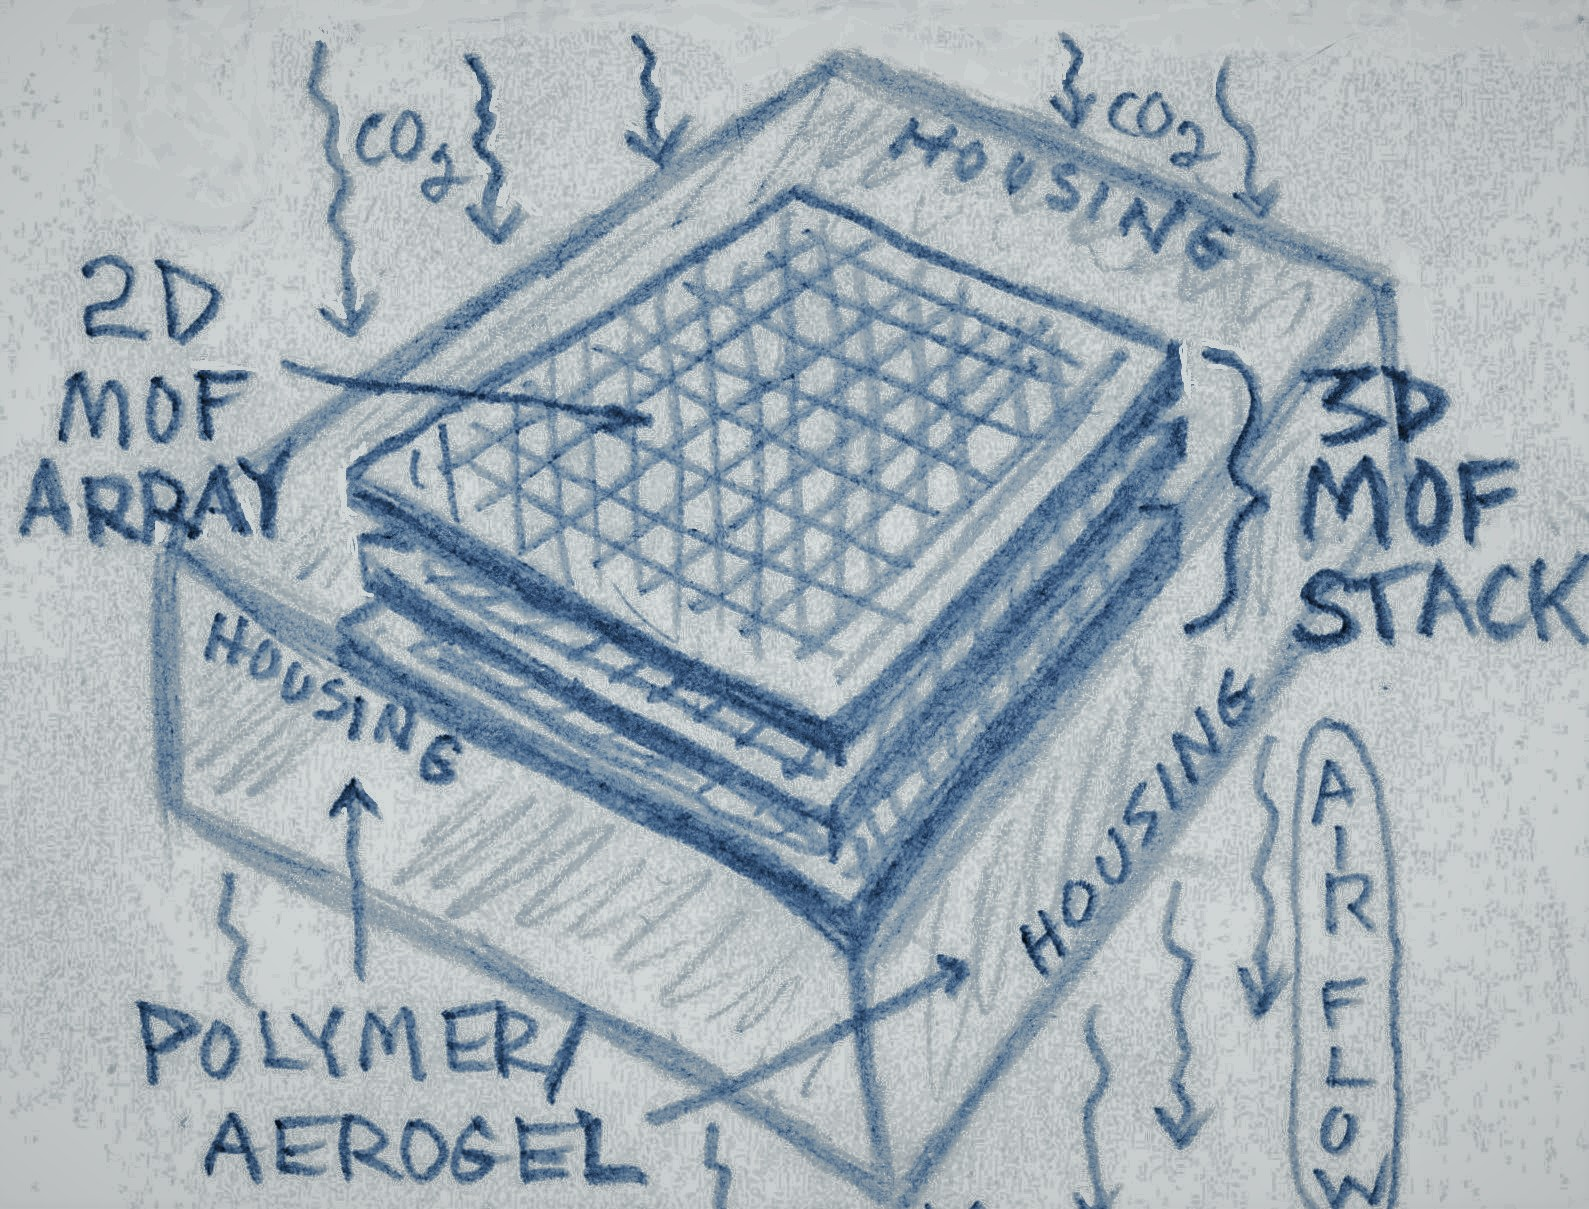 CO2
CO2
HOUSING
2D
MOF
ARRAY
3D
MOF
STACK
HOUSING
HOUSING
AIR FLOW
POLYMER/
AEROGEL